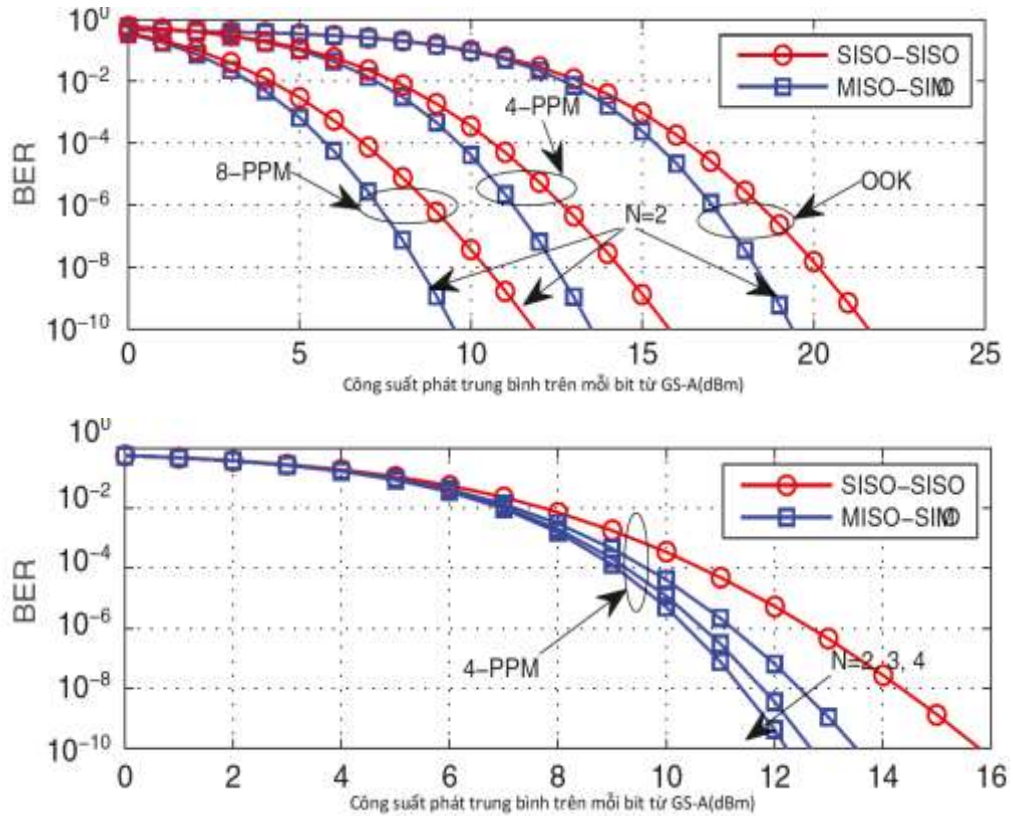 10^0
10^-2
10^-4
10^-6
10^-8
10^-10
BER
SISO-SISO
MISO-SIMO
4-PPM
8-PPM
OOK
N=2
0 5 10 15 20 25
Công suất phát trung bình trên mỗi bit từ GS-A(dBm)
10^0
10^-2
10^-4
10^-6
10^-8
10^-10
BER
SISO-SISO
MISO-SIMO
4-PPM
N=2, 3, 4
0 2 4 6 8 10 12 14 16
Công suất phát trung bình trên mỗi bit từ GS-A(dBm)